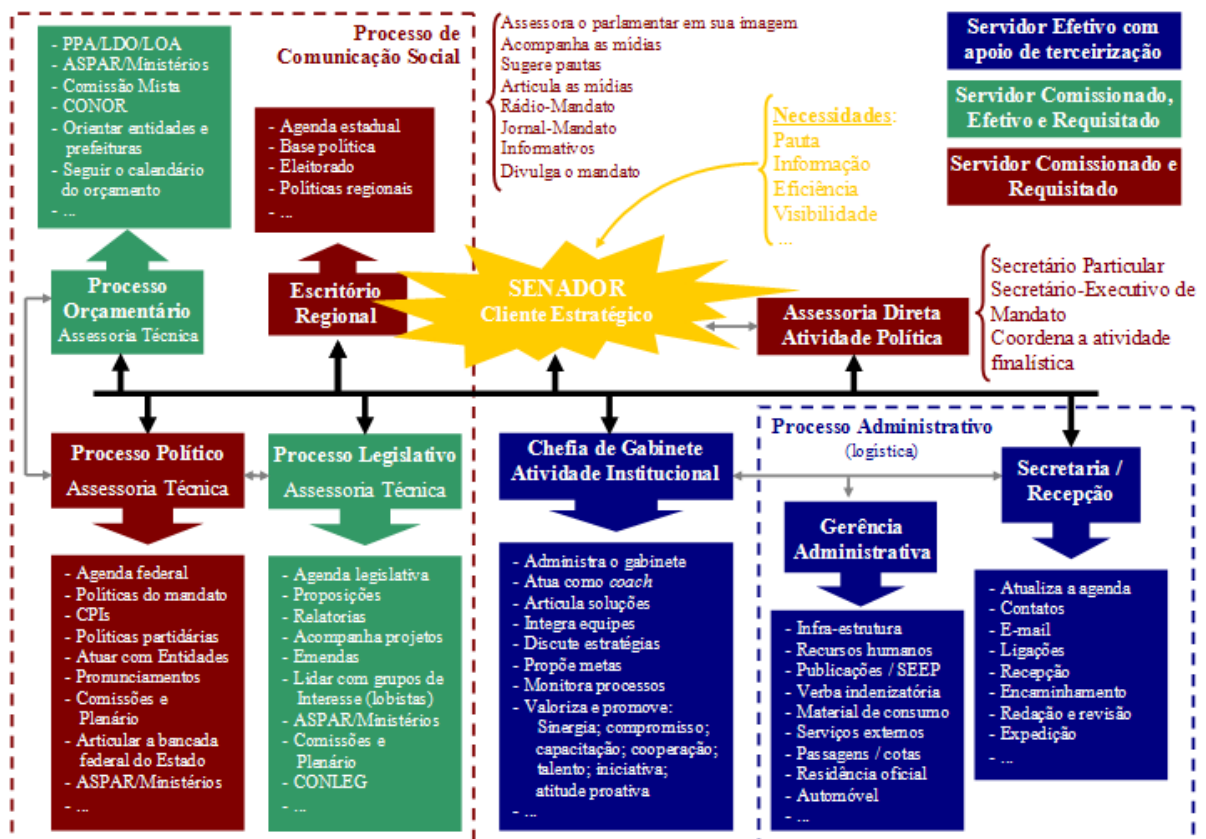 Processo de
Comunicação Social
- PPA/LDO/LOA
- ASPAR/Ministérios
- Comissão Mista
- CONOR
- Orientar entidades e
prefeituras
- Seguir o calendário
do orçamento
- ...
- Agenda estadual
- Base política
- Eleitorado
- Políticas regionais
- ...
Assessora o parlamentar em sua imagem
Acompanha as mídias
Sugere pautas
Articula as mídias
Rádio-Mandato
Jornal-Mandato
Informativos
Divulga o mandato
Necessidades:
Pauta
Informação
Eficiência
Visibilidade
...
Servidor Efetivo com
apoio de terceirização
Servidor Comissionado,
Efetivo e Requisitado
Servidor Comissionado e
Requisitado
Processo
Orçamentário
Assessoria Técnica
Escritório
Regional
SENADOR
Cliente Estratégico
Assessoria Direta
Atividade Política
Secretário Particular
Secretário-Executivo de
Mandato
Coordena a atividade
finalística
Processo Político
Assessoria Técnica
Processo Legislativo
Assessoria Técnica
Chefia de Gabinete
Atividade Institucional
Processo Administrativo
(logística)
Gerência
Administrativa
Secretaria /
Recepção
- Agenda federal
- Políticas do mandato
- CPIs
- Políticas partidárias
- Atuar com Entidades
- Pronunciamentos
- Comissões e
Plenário
- Articular a bancada
federal do Estado
- ASPAR/Ministérios
- ...
- Agenda legislativa
- Proposições
- Relatorias
- Acompanha projetos
- Emendas
- Lidar com grupos de
Interesse (lobistas)
- ASPAR/Ministérios
- Comissões e
Plenário
- CONLEG
- ...
- Administra o gabinete
- Atua como coach
- Articula soluções
- Integra equipes
- Discute estratégias
- Propõe metas
- Monitora processos
- Valoriza e promove:
Sinergia; compromisso;
capacitação; cooperação;
talento; iniciativa;
atitude proativa
- ...
- Infra-estrutura
- Recursos humanos
- Publicações / SEEP
- Verba indenizatória
- Material de consumo
- Serviços externos
- Passagens / cotas
- Residência oficial
- Automóvel
- ...
- Atualiza a agenda
- Contatos
- E-mail
- Ligações
- Recepção
- Encaminhamento
- Redação e revisão
- Expedição
- ...